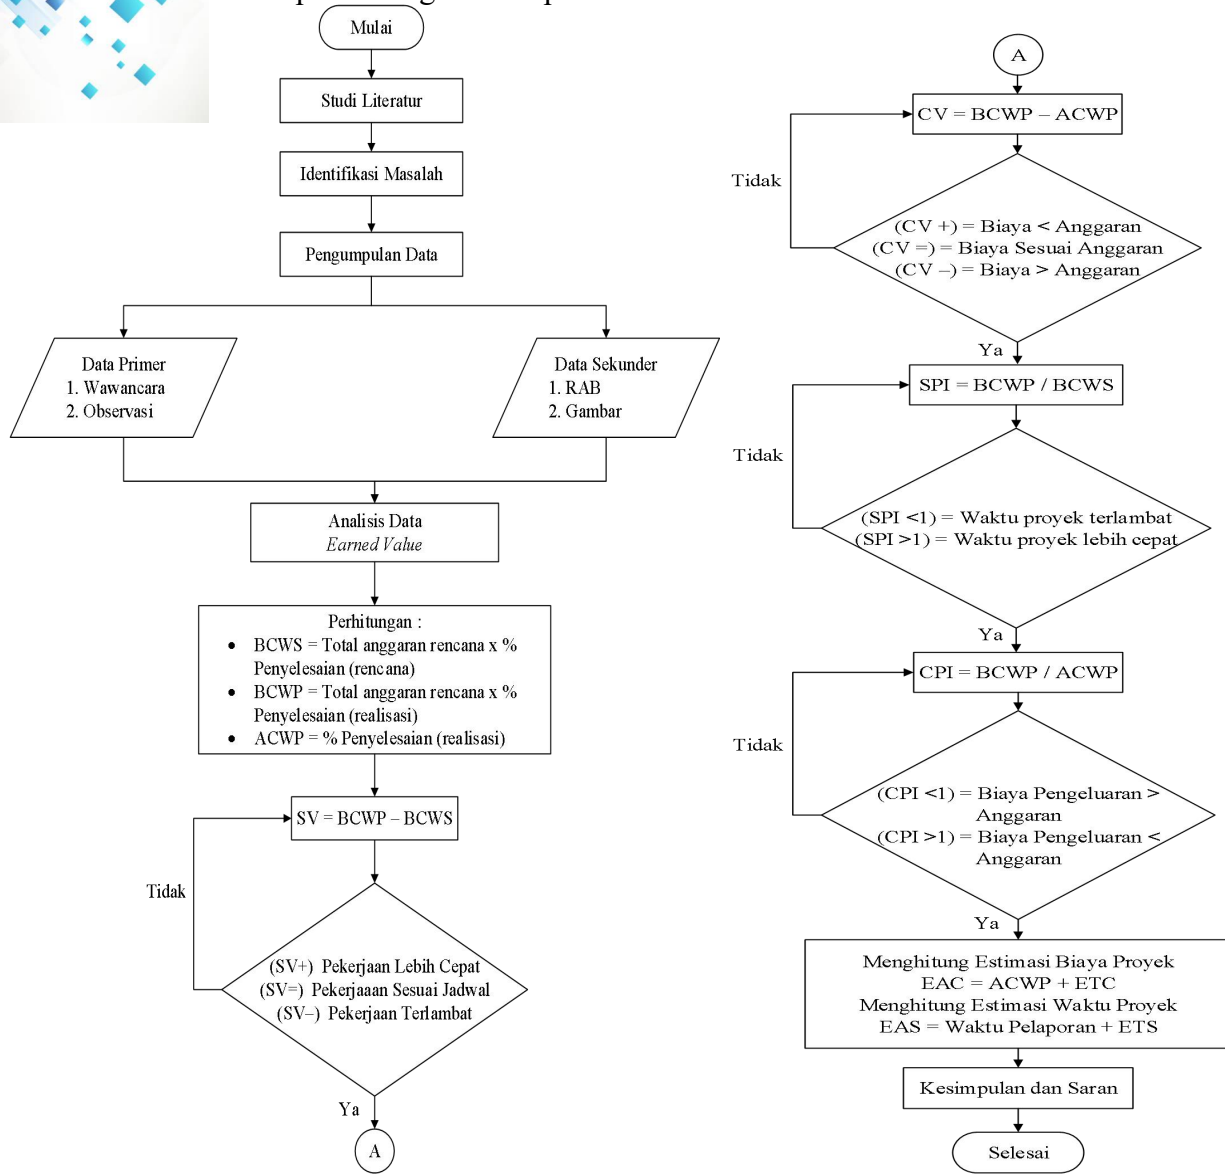 Mulai
Studi Literatur
Identifikasi Masalah
Pengumpulan Data
Data Primer
1. Wawancara
2. Observasi
Data Sekunder
1. RAB
2. Gambar
Analisis Data
Earned Value
Perhitungan :
• BCWS = Total anggaran rencana x %
Penyelesaian (rencana)
• BCWP = Total anggaran rencana x %
Penyelesaian (realisasi)
• ACWP = % Penyelesaian (realisasi)
SV = BCWP – BCWS
Tidak
(SV+) Pekerjaan Lebih Cepat
(SV=) Pekerjaaan Sesuai Jadwal
(SV–) Pekerjaan Terlambat
Ya
A
A
CV = BCWP – ACWP
Tidak
(CV +) = Biaya < Anggaran
(CV =) = Biaya Sesuai Anggaran
(CV –) = Biaya > Anggaran
Ya
SPI = BCWP / BCWS
Tidak
(SPI <1) = Waktu proyek terlambat
(SPI >1) = Waktu proyek lebih cepat
Ya
CPI = BCWP / ACWP
Tidak
(CPI <1) = Biaya Pengeluaran >
Anggaran
(CPI >1) = Biaya Pengeluaran <
Anggaran
Ya
Menghitung Estimasi Biaya Proyek
EAC = ACWP + ETC
Menghitung Estimasi Waktu Proyek
EAS = Waktu Pelaporan + ETS
Kesimpulan dan Saran
Selesai